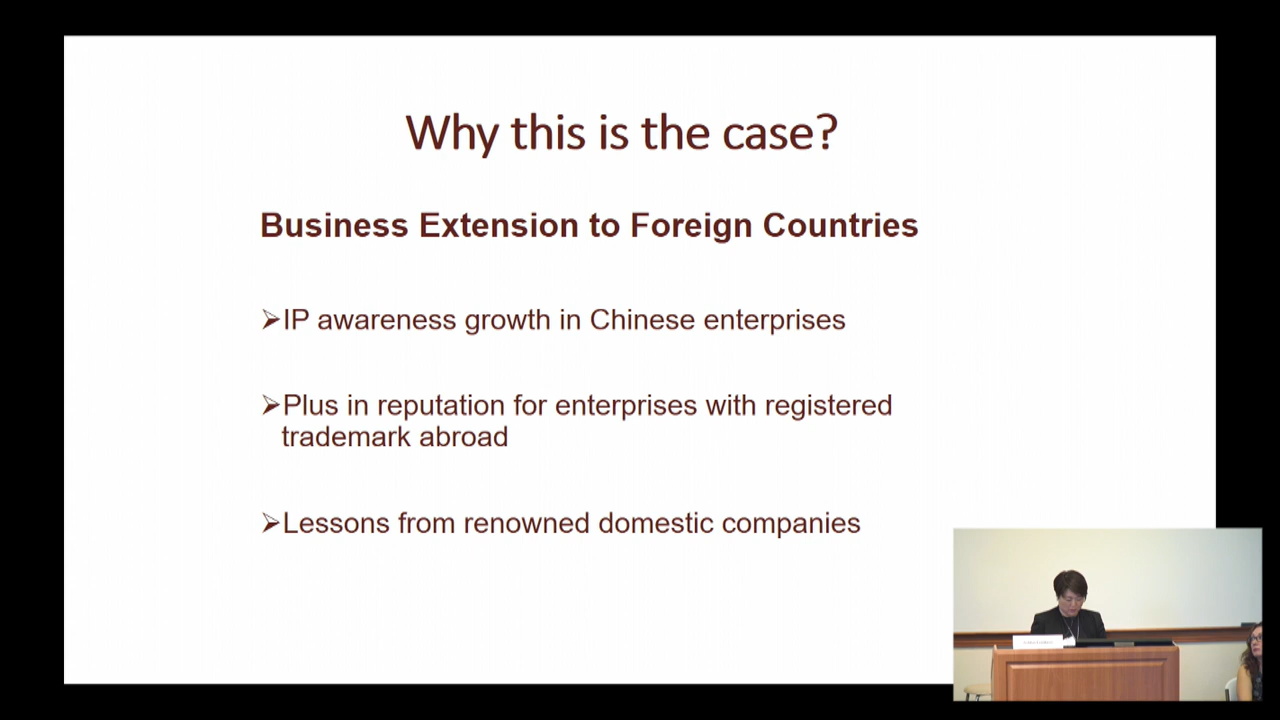 Why this is the case?
Business Extension to Foreign Countries
➢IP awareness growth in Chinese enterprises
➢Plus in reputation for enterprises with registered
trademark abroad
➢Lessons from renowned domestic companies